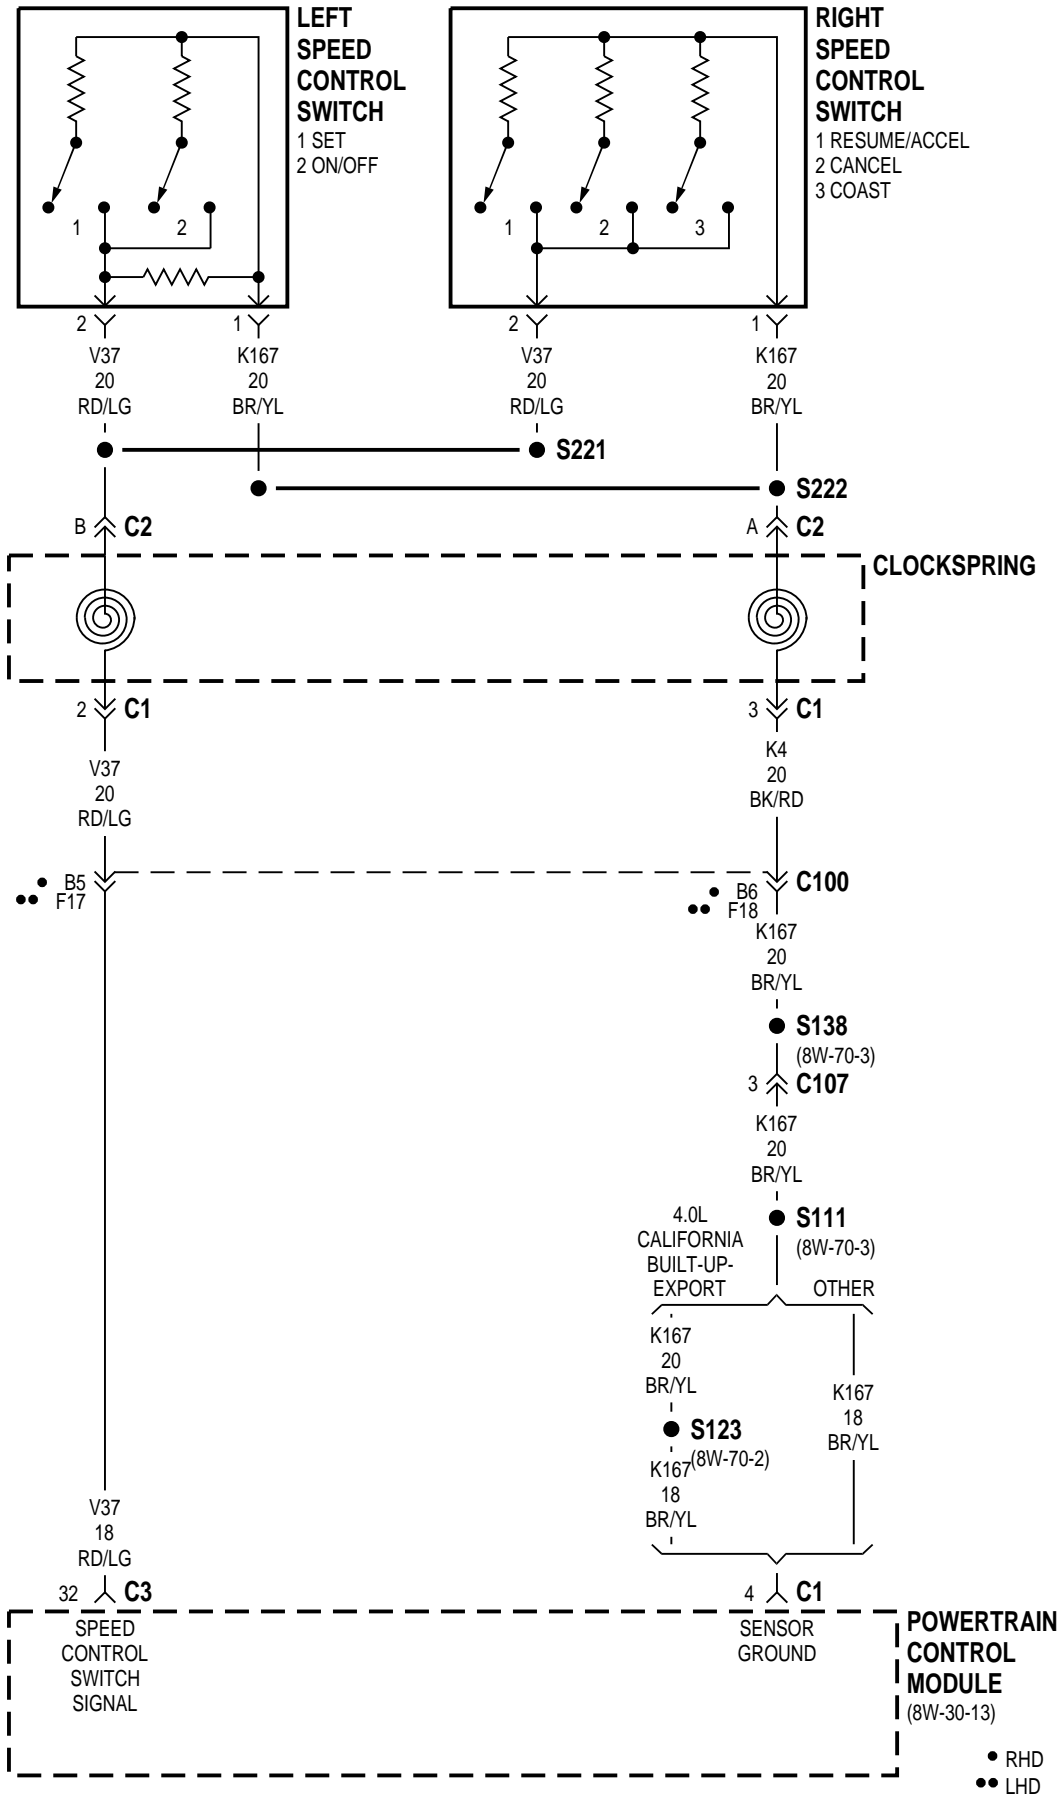 LEFT
SPEED
CONTROL
SWITCH
1 SET
2 ON/OFF
RIGHT
SPEED
CONTROL
SWITCH
1 RESUME/ACCEL
2 CANCEL
3 COAST
1
2
1
2
3
2
1
2
1
V37
20
RD/LG
K167
20
BR/YL
V37
20
RD/LG
K167
20
BR/YL
S221
S222
B
C2
A
C2
CLOCKSPRING
2
C1
3
C1
V37
20
RD/LG
K4
20
BK/RD
B5
F17
B6
F18
C100
K167
20
BR/YL
S138
(8W-70-3)
3
C107
K167
20
BR/YL
S111
(8W-70-3)
4.0L
CALIFORNIA
BUILT-UP-
EXPORT
OTHER
K167
20
BR/YL
S123
(8W-70-2)
K167
18
BR/YL
K167
18
BR/YL
V37
18
RD/LG
32
C3
4
C1
SPEED
CONTROL
SWITCH
SIGNAL
SENSOR
GROUND
POWERTRAIN
CONTROL
MODULE
(8W-30-13)
RHD
LHD